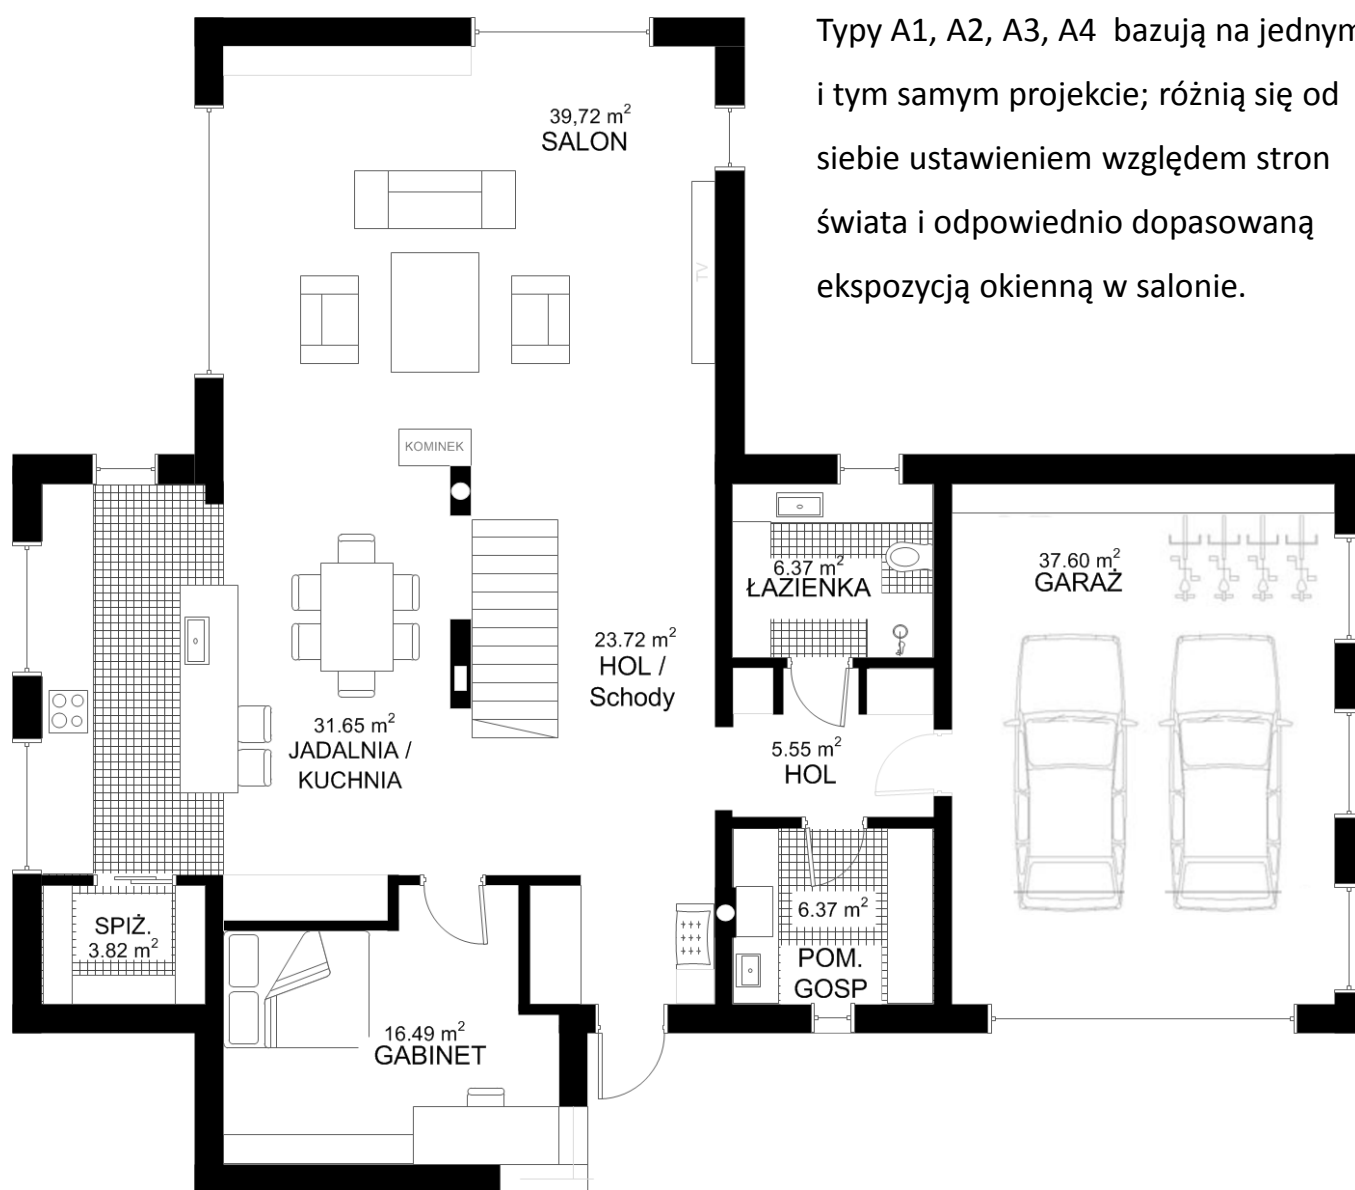 Typy A1, A2, A3, A4 bazują na jednym
i tym samym projekcie; różnią się od
siebie ustawieniem względem stron
świata i odpowiednio dopasowaną
ekspozycją okienną w salonie.
39,72 m²
SALON
TV
KOMINEK
6.37 m²
ŁAZIENKA
37.60 m²
GARAŻ
23.72 m²
HOL /
Schody
31.65 m²
JADALNIA /
KUCHNIA
5.55 m²
HOL
SPIŻ.
3.82 m²
6.37 m²
POM.
GOSP
16.49 m²
GABINET